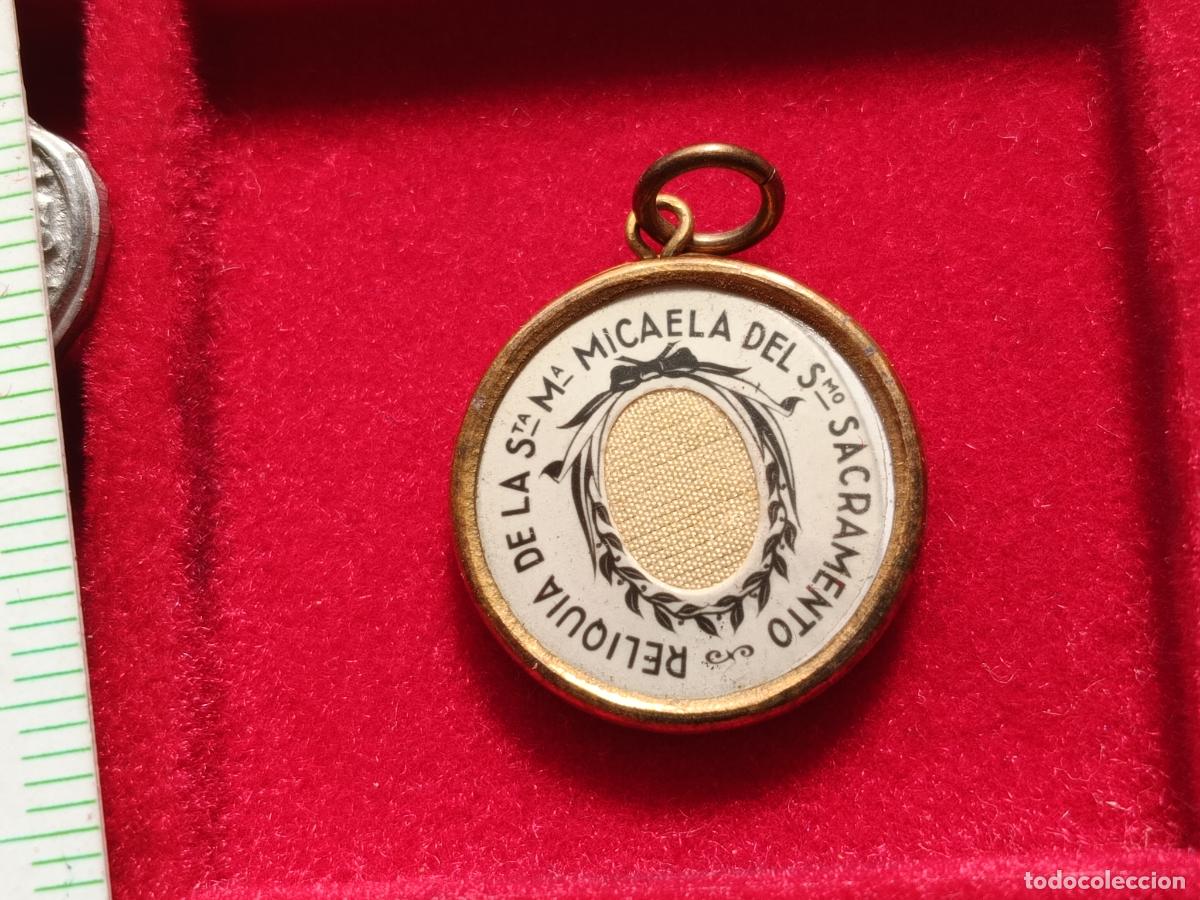 RELIQUIA DE LA Sᵀᴬ Mᴬ MiCAELA DEL Sᴹᴼ SACRAMENTO
todocoleccion